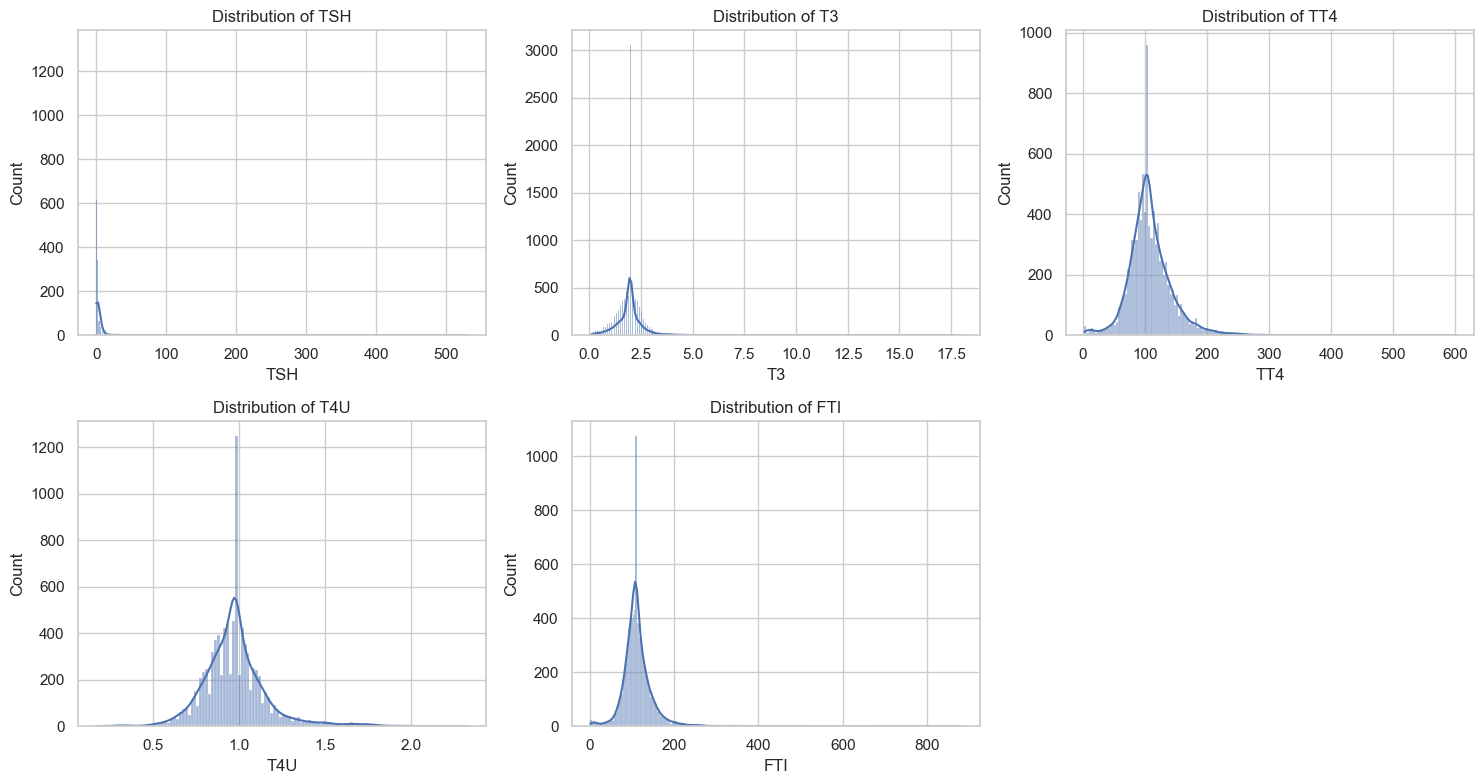 Distribution of TSH
1200
1000
800
600
400
200
0
Count
0 100 200 300 400 500
TSH
Distribution of T3
3000
2500
2000
1500
1000
500
0
Count
0.0 2.5 5.0 7.5 10.0 12.5 15.0 17.5
T3
Distribution of TT4
1000
800
600
400
200
0
Count
0 100 200 300 400 500 600
TT4
Distribution of T4U
1200
1000
800
600
400
200
0
Count
0.5 1.0 1.5 2.0
T4U
Distribution of FTI
1000
800
600
400
200
0
Count
0 200 400 600 800
FTI